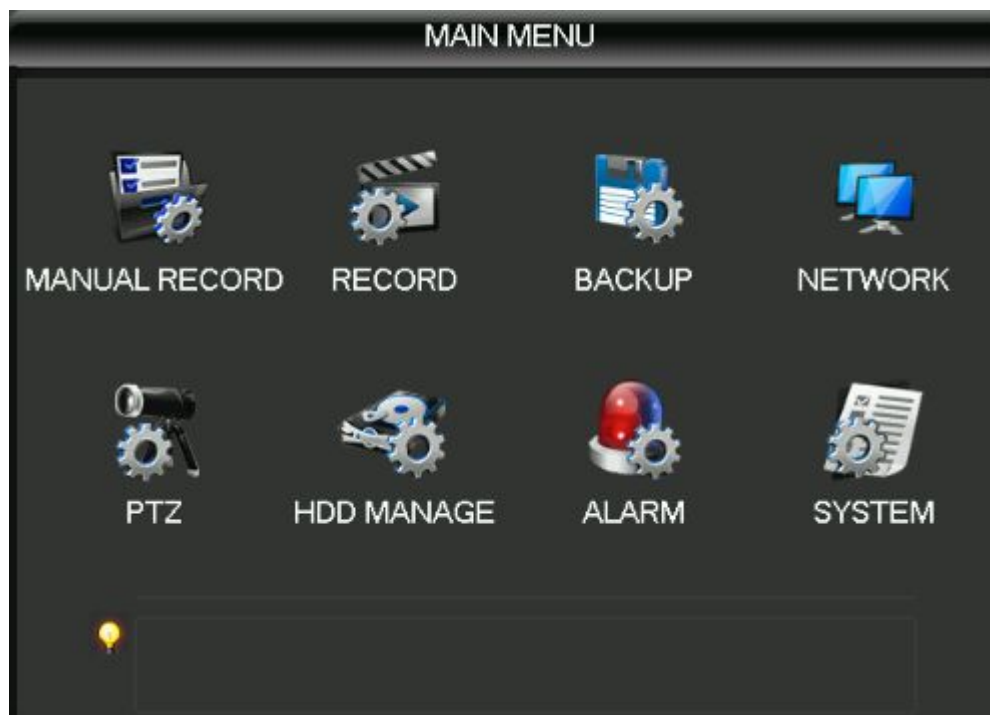 MAIN MENU
MANUAL RECORD RECORD BACKUP NETWORK
PTZ HDD MANAGE ALARM SYSTEM